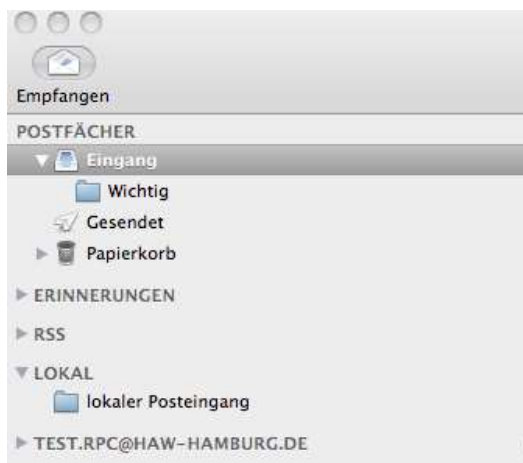 Empfangen
POSTFÄCHER
Eingang
Wichtig
Gesendet
Papierkorb
ERINNERUNGEN
RSS
LOKAL
lokaler Posteingang
TEST.RPC@HAW-HAMBURG.DE